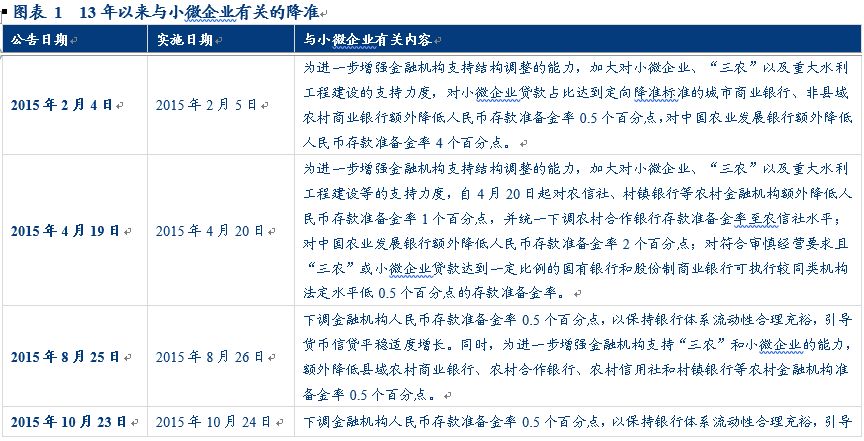 图表 1 13 年以来与小微企业有关的降准
公告日期 实施日期 与小微企业有关内容
为进一步增强金融机构支持结构调整的能力，加大对小微企业、“三农”以及重大水利
工程建设的支持力度，对小微企业贷款占比达到定向降准标准的城市商业银行、非县域
2015 年 2 月 4 日 2015 年 2 月 5 日
农村商业银行额外降低人民币存款准备金率 0.5 个百分点，对中国农业发展银行额外降低
人民币存款准备金率 4 个百分点。
为进一步增强金融机构支持结构调整的能力，加大对小微企业、“三农”以及重大水利
工程建设等的支持力度，自 4 月 20 日起对农信社、村镇银行等农村金融机构额外降低人
民币存款准备金率 1 个百分点，并统一下调农村合作银行存款准备金率至农信社水平；
2015 年 4 月 19 日 2015 年 4 月 20 日
对中国农业发展银行额外降低人民币存款准备金率 2 个百分点；对符合审慎经营要求且
“三农”或小微企业贷款达到一定比例的国有银行和股份制商业银行可执行较同类机构
法定水平低 0.5 个百分点的存款准备金率。
下调金融机构人民币存款准备金率 0.5 个百分点，以保持银行体系流动性合理充裕，引导
货币信贷平稳适度增长。同时，为进一步增强金融机构支持“三农”和小微企业的能力，
2015 年 8 月 25 日 2015 年 8 月 26 日
额外降低县域农村商业银行、农村合作银行、农村信用社和村镇银行等农村金融机构准
备金率 0.5 个百分点。
2015 年 10 月 23 日 2015 年 10 月 24 日 下调金融机构人民币存款准备金率 0.5 个百分点，以保持银行体系流动性合理充裕，引导